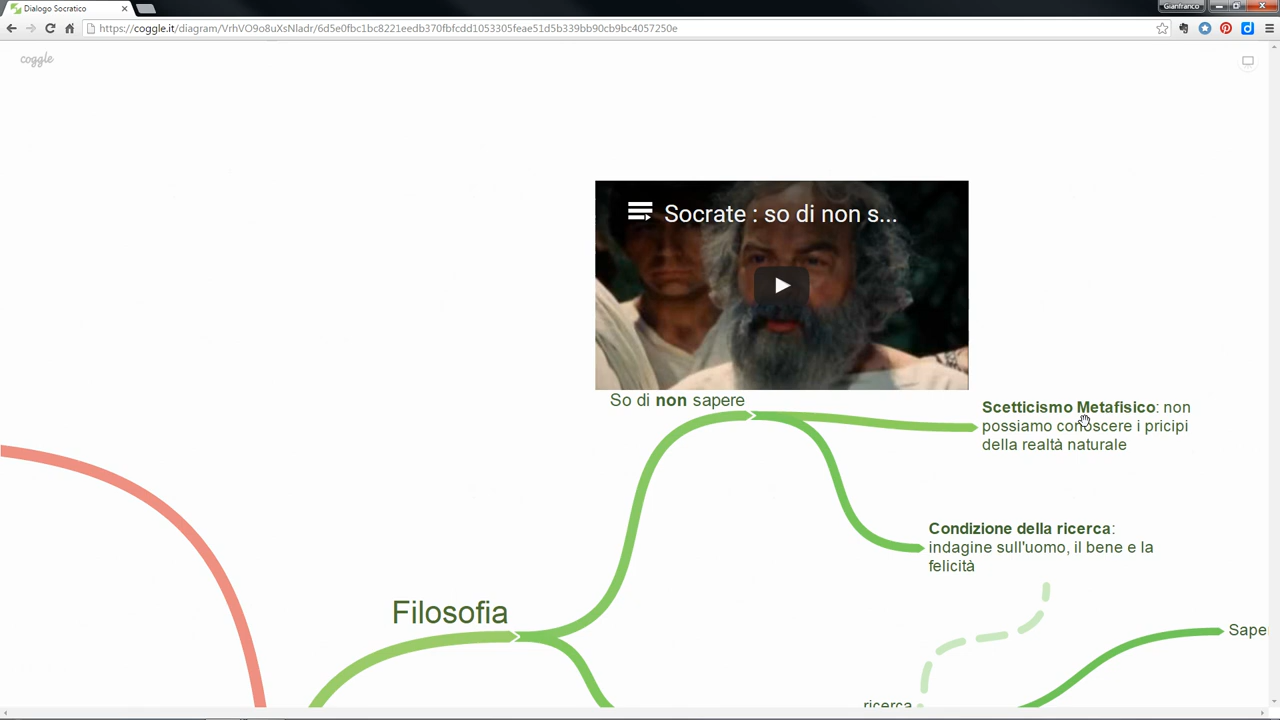 Dialogo Socratico
Gianfranco
https://coggle.it/diagram/VrhVO9o8uXsNladr/6d5e0fbc1bc8221eedb370fbfcdd1053305feae51d5b339bb90cb9bc4057250e
coggle
Socrate : so di non s...
So di non sapere
Scetticismo Metafisico: non
possiamo conoscere i pricipi
della realtà naturale
Condizione della ricerca:
indagine sull'uomo, il bene e la
felicità
Filosofia
Sape
ricerca